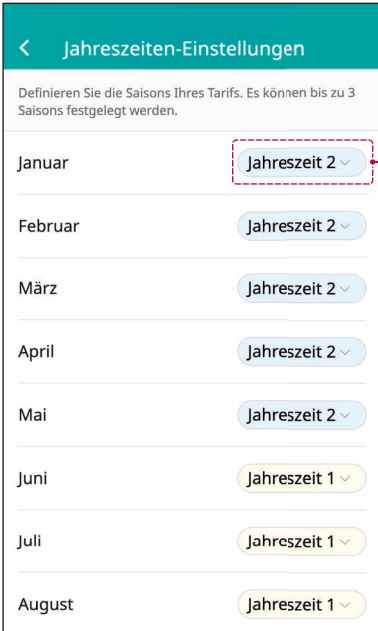 Jahreszeiten-Einstellungen
Definieren Sie die Saisons Ihres Tarifs. Es können bis zu 3
Saisons festgelegt werden.
Januar Jahreszeit 2
Februar Jahreszeit 2
März Jahreszeit 2
April Jahreszeit 2
Mai Jahreszeit 2
Juni Jahreszeit 1
Juli Jahreszeit 1
August Jahreszeit 1